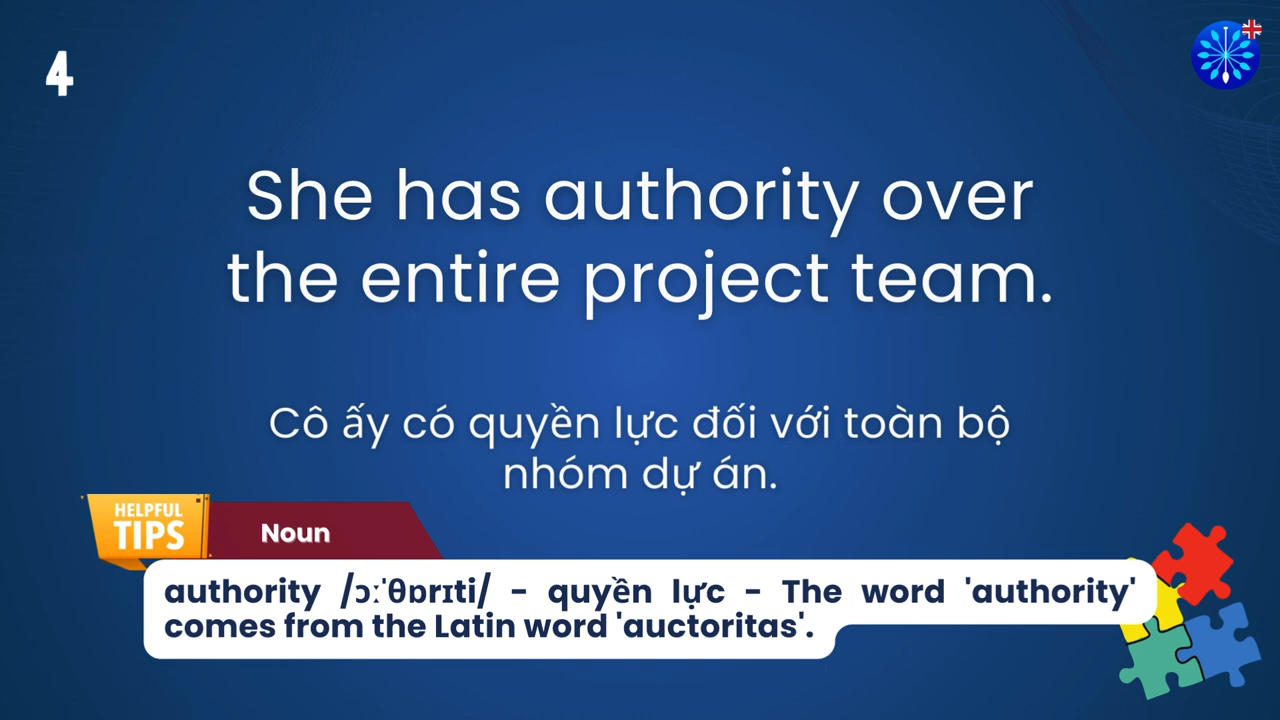 4
She has authority over
the entire project team.
Cô ấy có quyền lực đối với toàn bộ
nhóm dự án.
HELPFUL
TIPS
Noun
authority /ɔːˈθɒrɪti/ - quyền lực - The word 'authority'
comes from the Latin word 'auctoritas'.